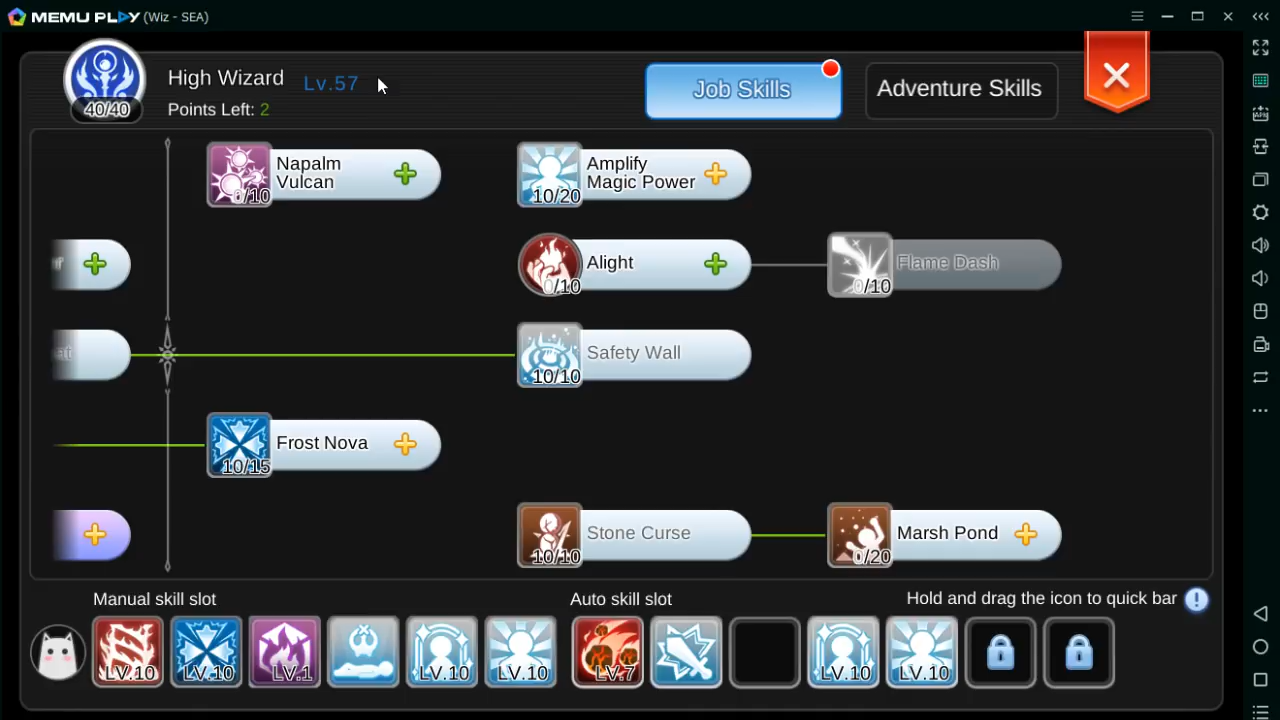 MEMU PLAY (Wiz - SEA)
High Wizard Lv.57
40/40 Points Left: 2
Job Skills
Adventure Skills
Napalm
Vulcan
0/10
Amplify
Magic Power
10/20
Alight
0/10
Flame Dash
0/10
Safety Wall
10/10
Frost Nova
10/15
Stone Curse
10/10
Marsh Pond
0/20
Manual skill slot
Auto skill slot
Hold and drag the icon to quick bar
LV.10 LV.10 LV.1 LV.10 LV.10 LV.7 LV.10 LV.10